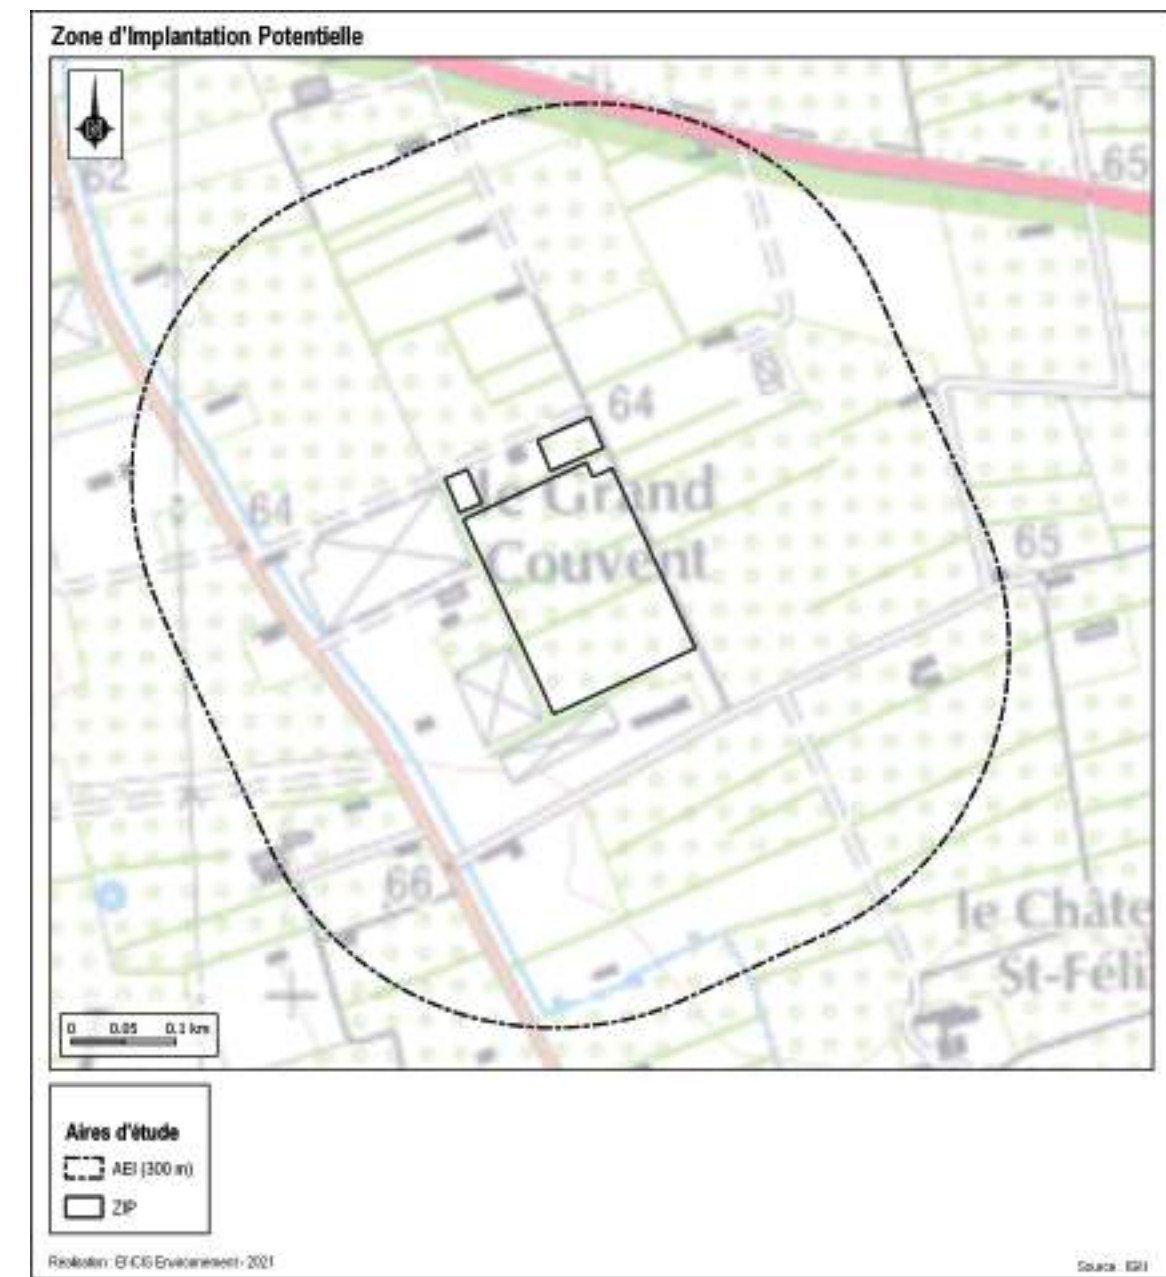 Zone d'Implantation Potentielle
N
62
65
64
le Grand
64
Couvent
65
66
le Châte
St-Féli
0 0.05 0.1 km
Aires d'étude
AEI (300 m)
ZIP
Réalisation : Environnement - 2021
Source : IGN